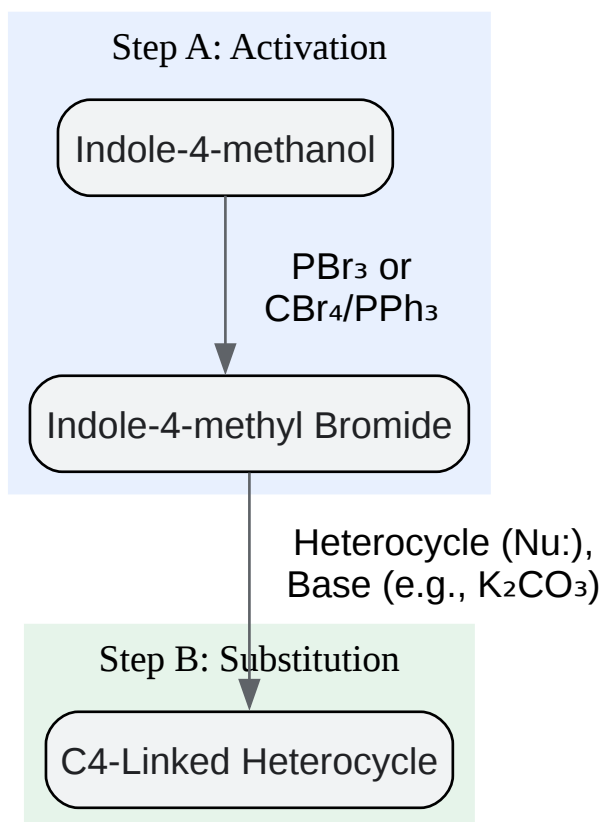 Step A: Activation
Indole-4-methanol
PBr₃ or
CBr₄/PPh₃
Indole-4-methyl Bromide
Heterocycle (Nu:),
Base (e.g., K₂CO₃)
Step B: Substitution
C4-Linked Heterocycle